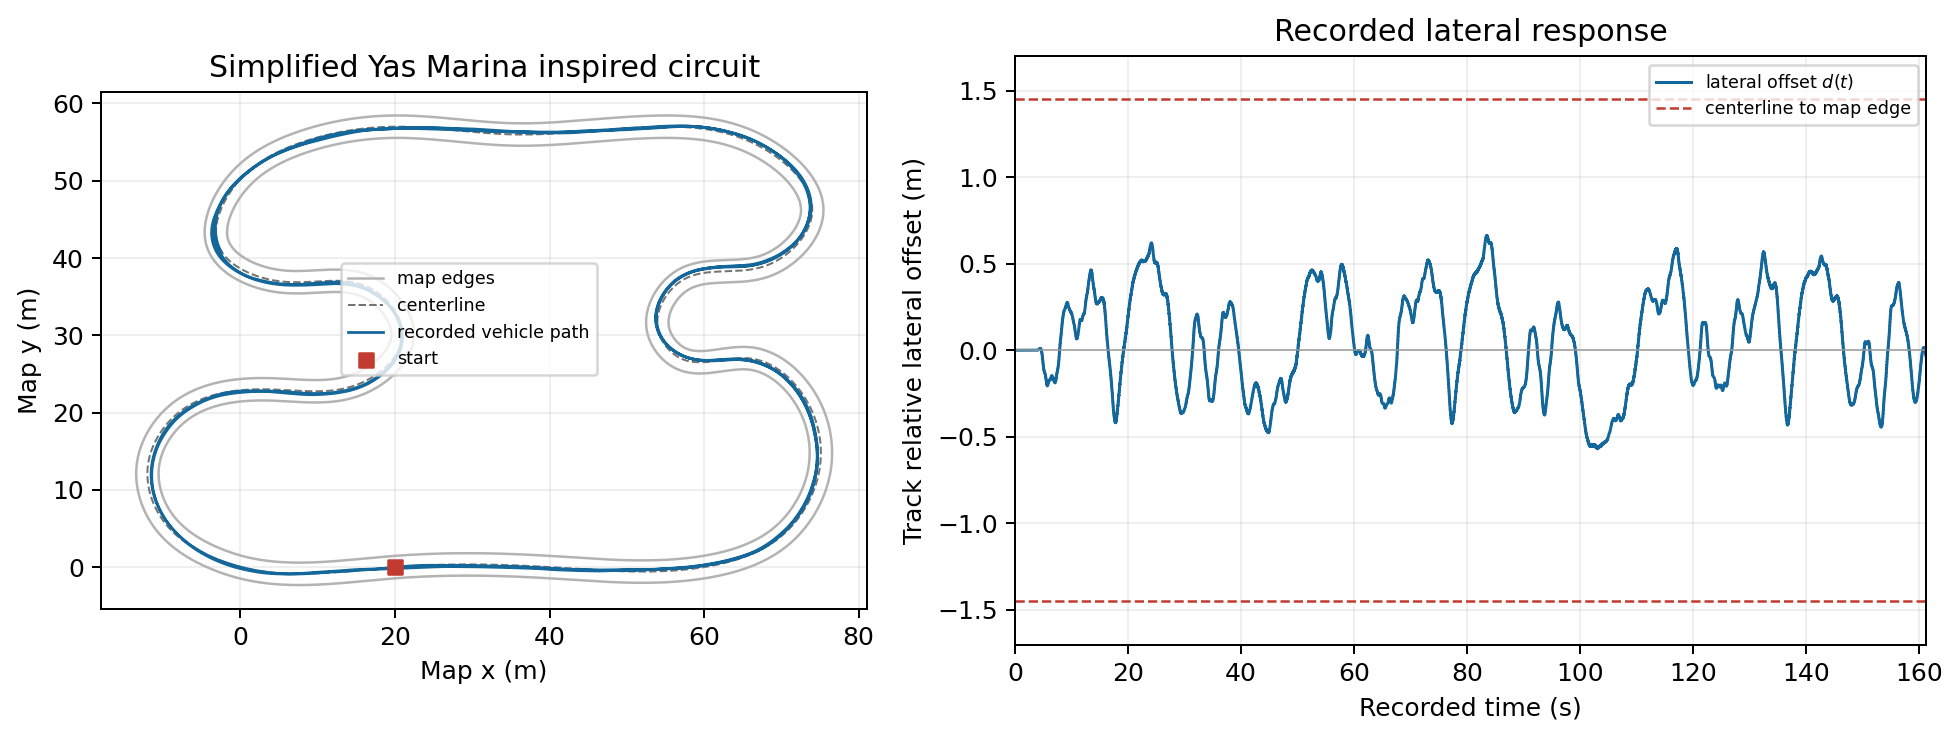 Simplified Yas Marina inspired circuit
60
50
40
30
20
10
0
Map y (m)
map edges
centerline
recorded vehicle path
start
0
20
40
60
80
Map x (m)
Recorded lateral response
1.5
1.0
0.5
0.0
−0.5
−1.0
−1.5
Track relative lateral offset (m)
lateral offset d(t)
centerline to map edge
0
20
40
60
80
100
120
140
160
Recorded time (s)